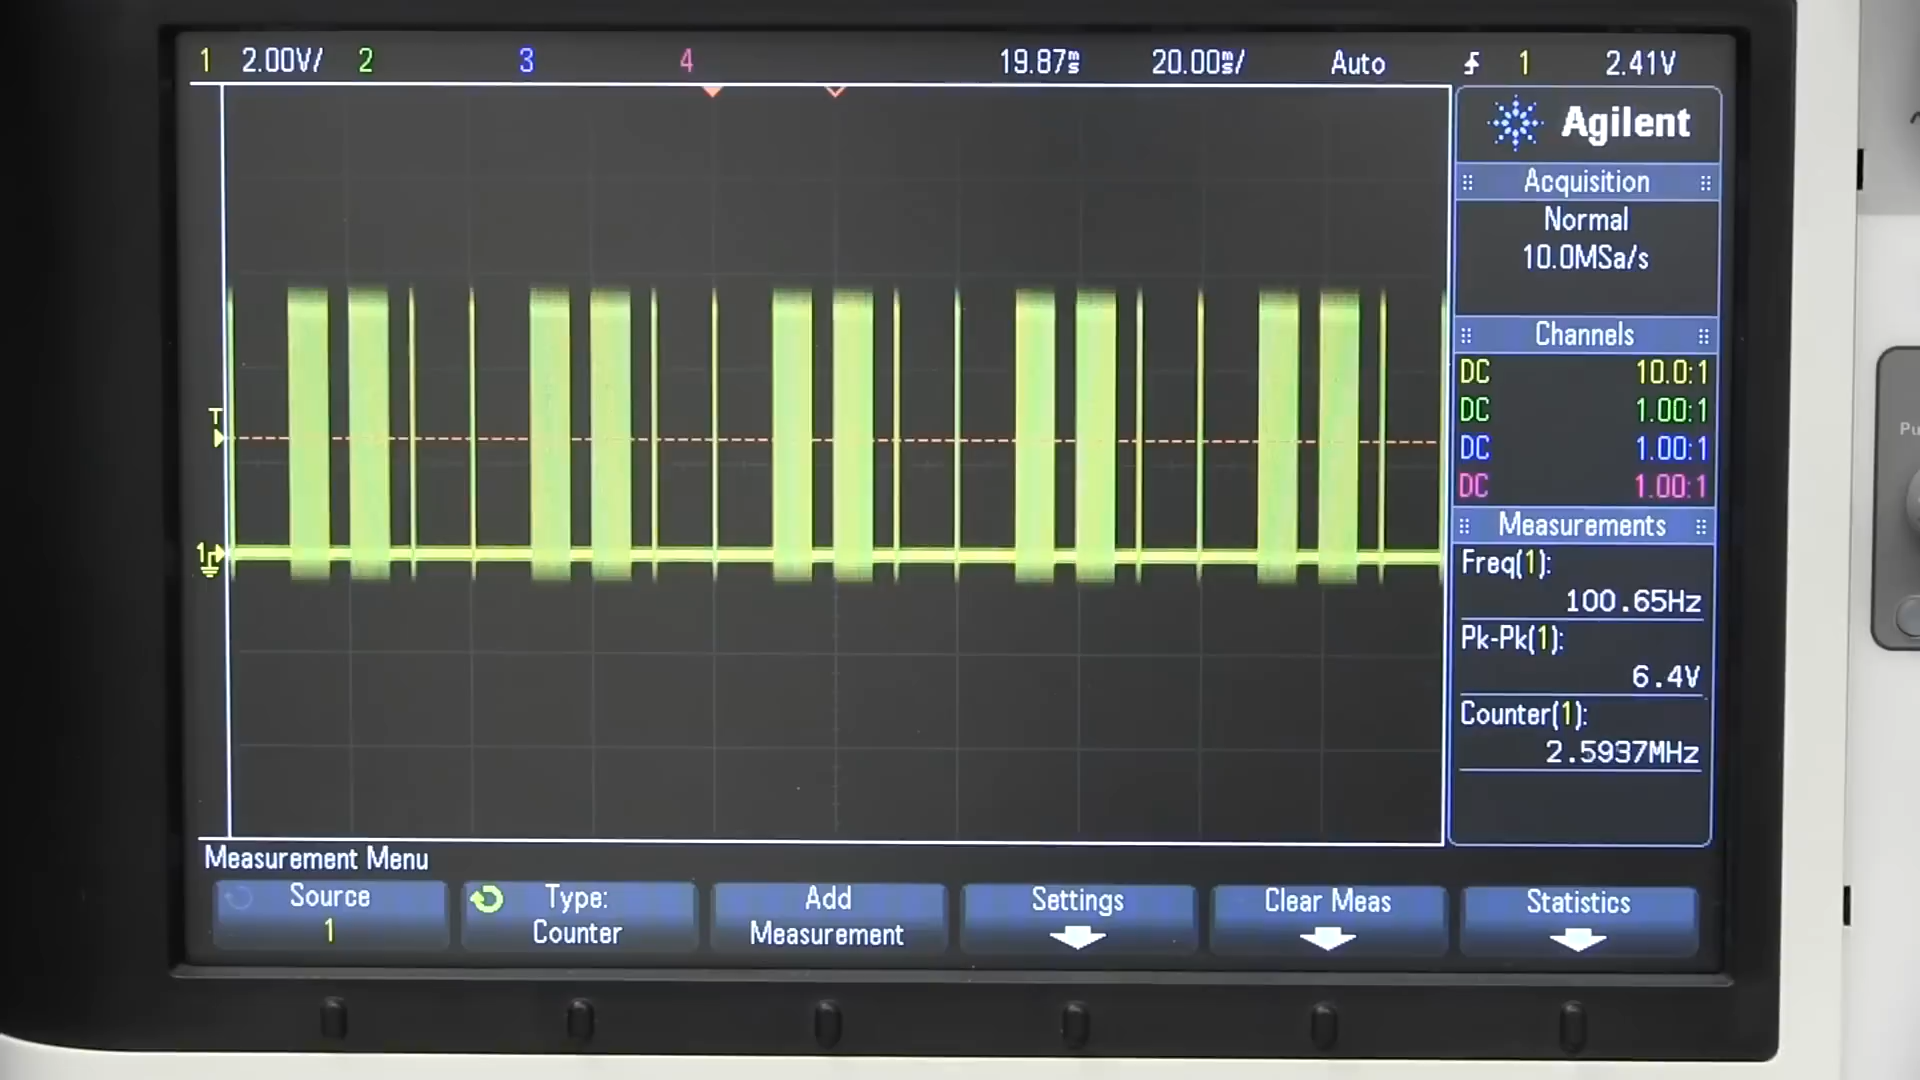 1 2.00V/ 2 3 4 19.87ms 20.00ms/ Auto 1 2.41V
Agilent
Acquisition
Normal
10.0MSa/s
Channels
DC 10.0:1
DC 1.00:1
DC 1.00:1
DC 1.00:1
Measurements
Freq(1):
100.65Hz
Pk-Pk(1):
6.4V
Counter(1):
2.5937MHz
T
1
Measurement Menu
Source
1
Type:
Counter
Add
Measurement
Settings
Clear Meas
Statistics
Pu